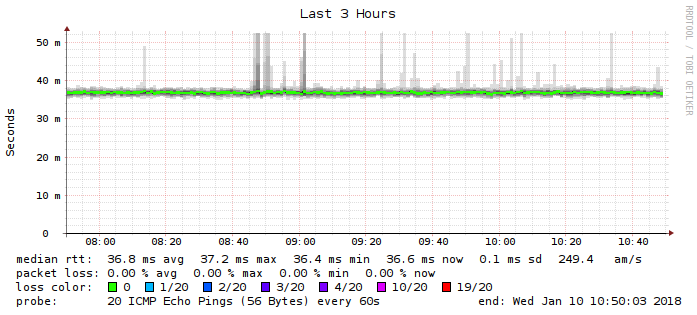 Last 3 Hours
RRDTOOL / TOBI OETIKER
Seconds
50 m
40 m
30 m
20 m
10 m
0
08:00 08:20 08:40 09:00 09:20 09:40 10:00 10:20 10:40
median rtt: 36.8 ms avg 37.2 ms max 36.4 ms min 36.6 ms now 0.1 ms sd 249.4 am/s
packet loss: 0.00 % avg 0.00 % max 0.00 % min 0.00 % now
loss color: 0 1/20 2/20 3/20 4/20 10/20 19/20
probe: 20 ICMP Echo Pings (56 Bytes) every 60s end: Wed Jan 10 10:50:03 2018